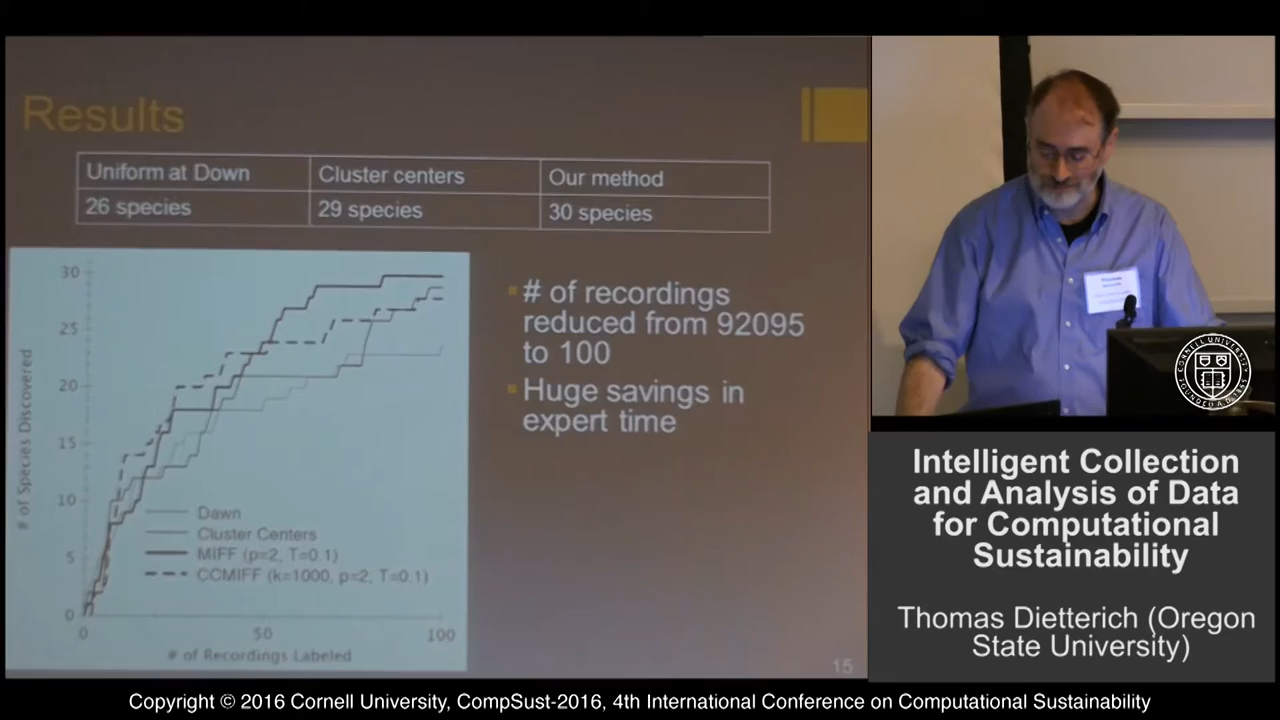 Results
Uniform at Down
Cluster centers
Our method
26 species
29 species
30 species
# of recordings
reduced from 92095
to 100
Huge savings in
expert time
# of Species Discovered
30
25
20
15
10
5
0
Dawn
Cluster Centers
MIFF (p=2, T=0.1)
CCMIFF (k=1000, p=2, T=0.1)
0
50
100
# of Recordings Labeled
15
CORNELL UNIVERSITY
FOUNDED A.D. 1865
Intelligent Collection
and Analysis of Data
for Computational
Sustainability
Thomas Dietterich (Oregon
State University)
Copyright © 2016 Cornell University, CompSust-2016, 4th International Conference on Computational Sustainability